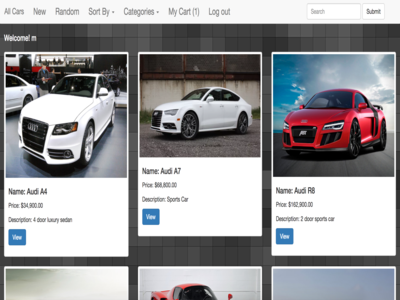 All Cars New Random Sort By Categories My Cart (1) Log out Search Submit
Welcome! m
Name: Audi A4
Price: $34,900.00
Description: 4 door luxury sedan
View
Name: Audi A7
Price: $68,800.00
Description: Sports Car
View
Name: Audi R8
Price: $162,900.00
Description: 2 door sports car
View